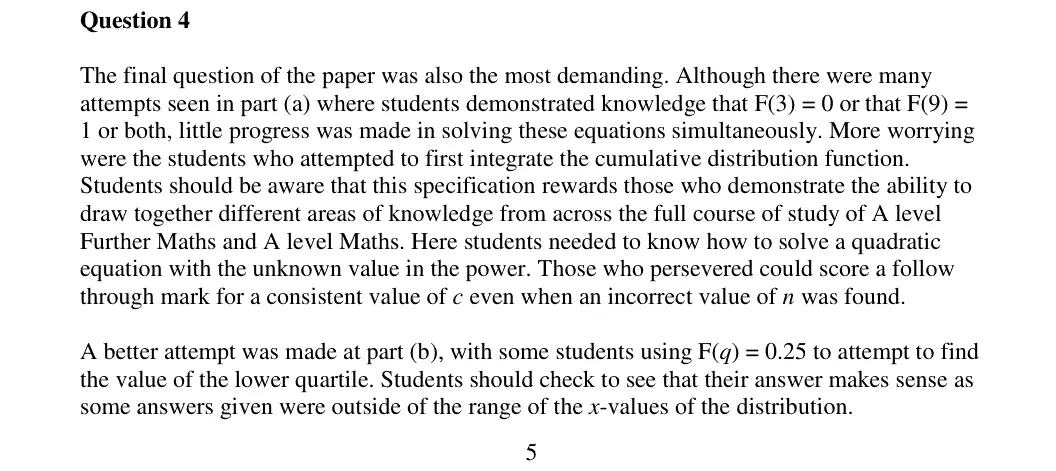 Question 4
The final question of the paper was also the most demanding. Although there were many
attempts seen in part (a) where students demonstrated knowledge that F(3) = 0 or that F(9) =
1 or both, little progress was made in solving these equations simultaneously. More worrying
were the students who attempted to first integrate the cumulative distribution function.
Students should be aware that this specification rewards those who demonstrate the ability to
draw together different areas of knowledge from across the full course of study of A level
Further Maths and A level Maths. Here students needed to know how to solve a quadratic
equation with the unknown value in the power. Those who persevered could score a follow
through mark for a consistent value of c even when an incorrect value of n was found.
A better attempt was made at part (b), with some students using F(q) = 0.25 to attempt to find
the value of the lower quartile. Students should check to see that their answer makes sense as
some answers given were outside of the range of the x-values of the distribution.
5